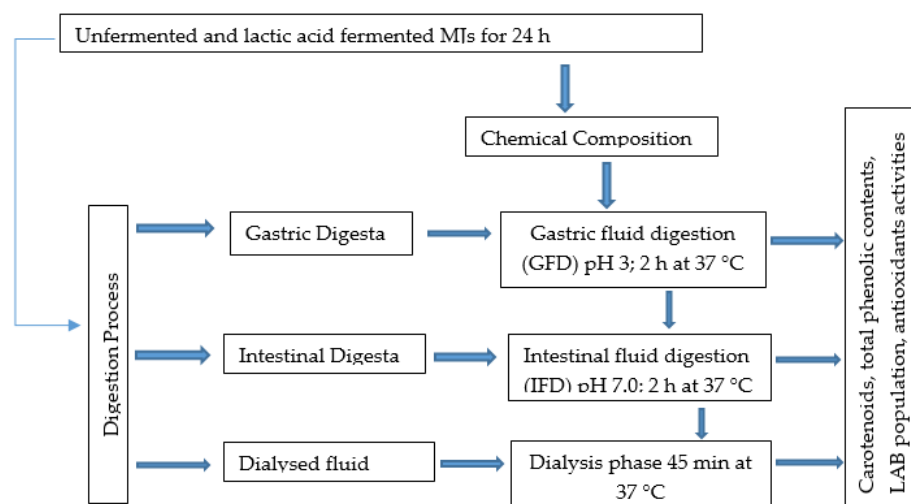 Unfermented and lactic acid fermented MJs for 24 h
Chemical Composition
Digestion Process
Gastric Digesta
Gastric fluid digestion
(GFD) pH 3; 2 h at 37 °C
Intestinal Digesta
Intestinal fluid digestion
(IFD) pH 7.0; 2 h at 37 °C
Dialysed fluid
Dialysis phase 45 min at
37 °C
Carotenoids, total phenolic contents,
LAB population, antioxidants activities